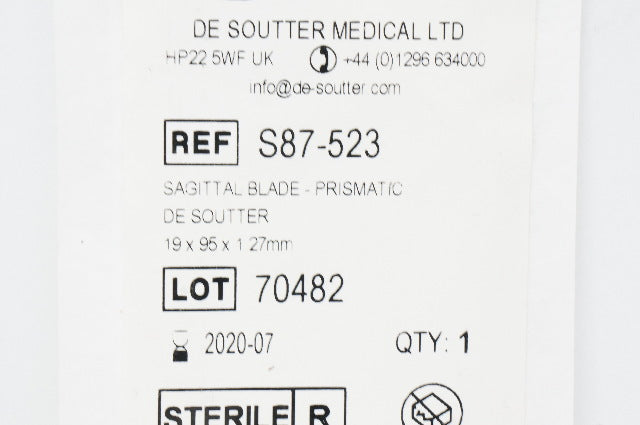 DE SOUTTER MEDICAL LTD
HP22 5WF UK +44 (0)1296 634000
info@de-soutter.com
REF S87-523
SAGITTAL BLADE - PRISMATIC
DE SOUTTER
19 x 95 x 1.27mm
LOT 70482
2020-07 QTY: 1
STERILE R